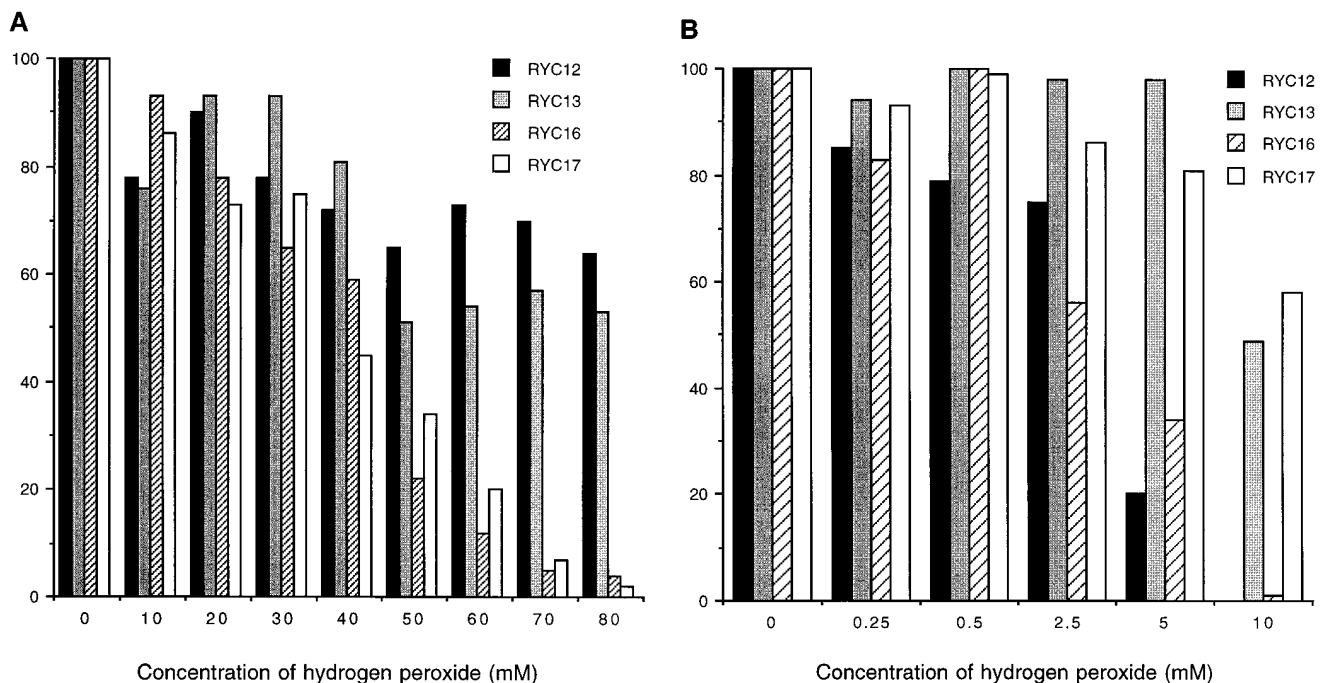 A
100
80
60
40
20
0
RYC12
RYC13
RYC16
RYC17
0 10 20 30 40 50 60 70 80
Concentration of hydrogen peroxide (mM)
B
100
80
60
40
20
0
RYC12
RYC13
RYC16
RYC17
0 0.25 0.5 2.5 5 10
Concentration of hydrogen peroxide (mM)